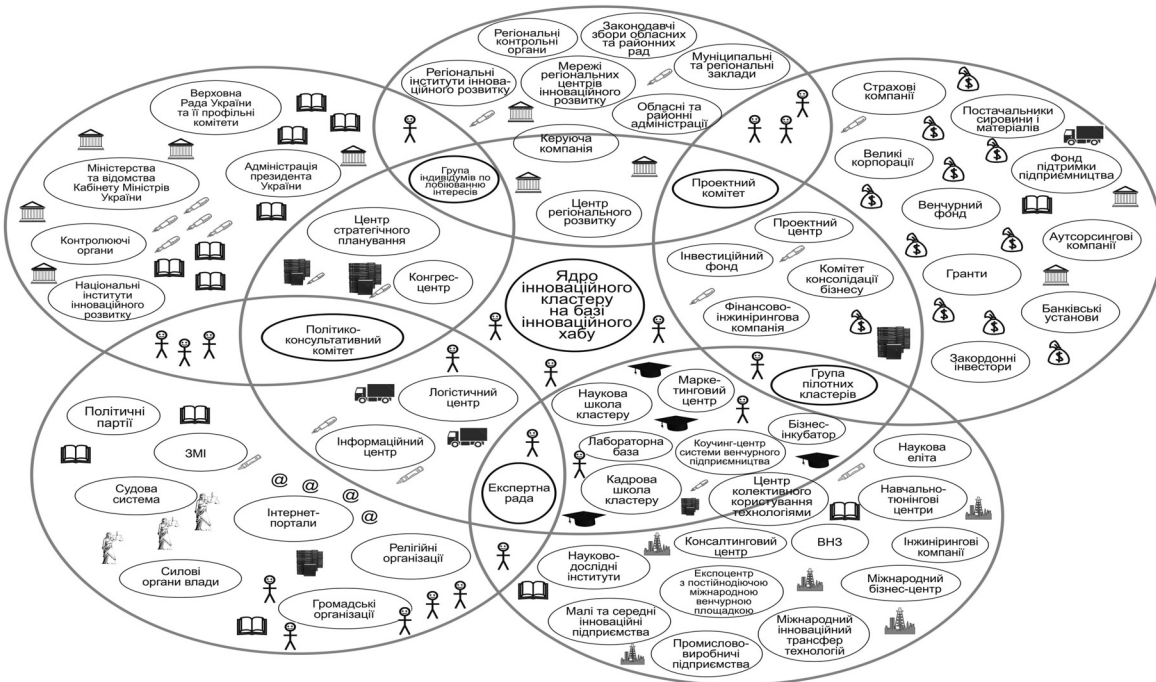 Регіональні
контрольні
органи
Законодавчі
збори обласних
та районних
рад
Муніципальні
та регіональні
заклади
Регіональні
інститути іннова-
ційного розвитку
Мережі
регіональних
центрів
інноваційного
розвитку
Обласні та
районні
адміністрації
Керуюча
компанія
Верховна
Рада України
та її профільні
комітети
Міністерства
та відомства
Кабінету Міністрів
України
Адміністрація
президента
України
Контролюючі
органи
Національні
інститути
інноваційного
розвитку
Група
індивідумів по
лобіюванню
інтересів
Центр
регіонального
розвитку
Проектний
комітет
Страхові
компанії
Постачальники
сировини і
матеріалів
Великі
корпорації
Фонд
підтримки
підприємництва
Венчурний
фонд
Аутсорсингові
компанії
Гранти
Банківські
установи
Закордонні
інвестори
Центр
стратегічного
планування
Конгрес-
центр
Ядро
інноваційного
кластеру
на базі
інноваційного
хабу
Проектний
центр
Інвестиційний
фонд
Комітет
консолідації
бізнесу
Фінансово-
інжинірингова
компанія
Політико-
консультативний
комітет
Група
пілотних
кластерів
Логістичний
центр
Інформаційний
центр
Експертна
рада
Наукова
школа
кластеру
Марке-
тинговий
центр
Лабораторна
база
Коучинг-центр
системи венчурного
підприємництва
Бізнес-
інкубатор
Кадрова
школа
кластеру
Центр
колективного
користування
технологіями
Політичні
партії
ЗМІ
Судова
система
@ @ @ @ @
Інтернет-
портали
Силові
органи влади
Релігійні
організації
Громадські
організації
Наукова
еліта
Навчально-
тюнінгові
центри
Консалтинговий
центр
ВНЗ
Інжинірингові
компанії
Науково-
дослідні
інститути
Експоцентр
з постійнодіючою
міжнародною
венчурною
площадкою
Міжнародний
бізнес-центр
Малі та середні
інноваційні
підприємства
Промислово-
виробничі
підприємства
Міжнародний
інноваційний
трансфер
технологій